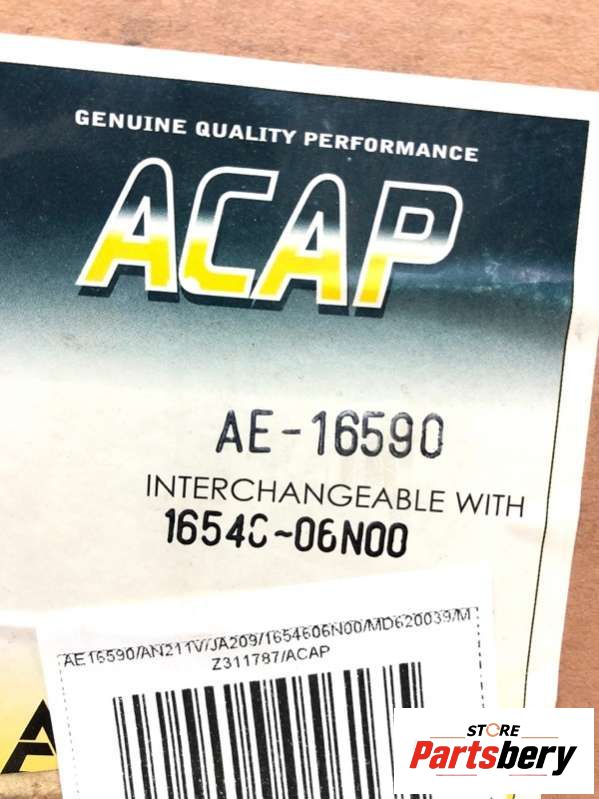 GENUINE QUALITY PERFORMANCE
ACAP
AE-16590
INTERCHANGEABLE WITH
16546-06N00
AE16590/AN211V/JA209/1654606N00/MD620039/M
Z311787/ACAP
STORE
Partsbery